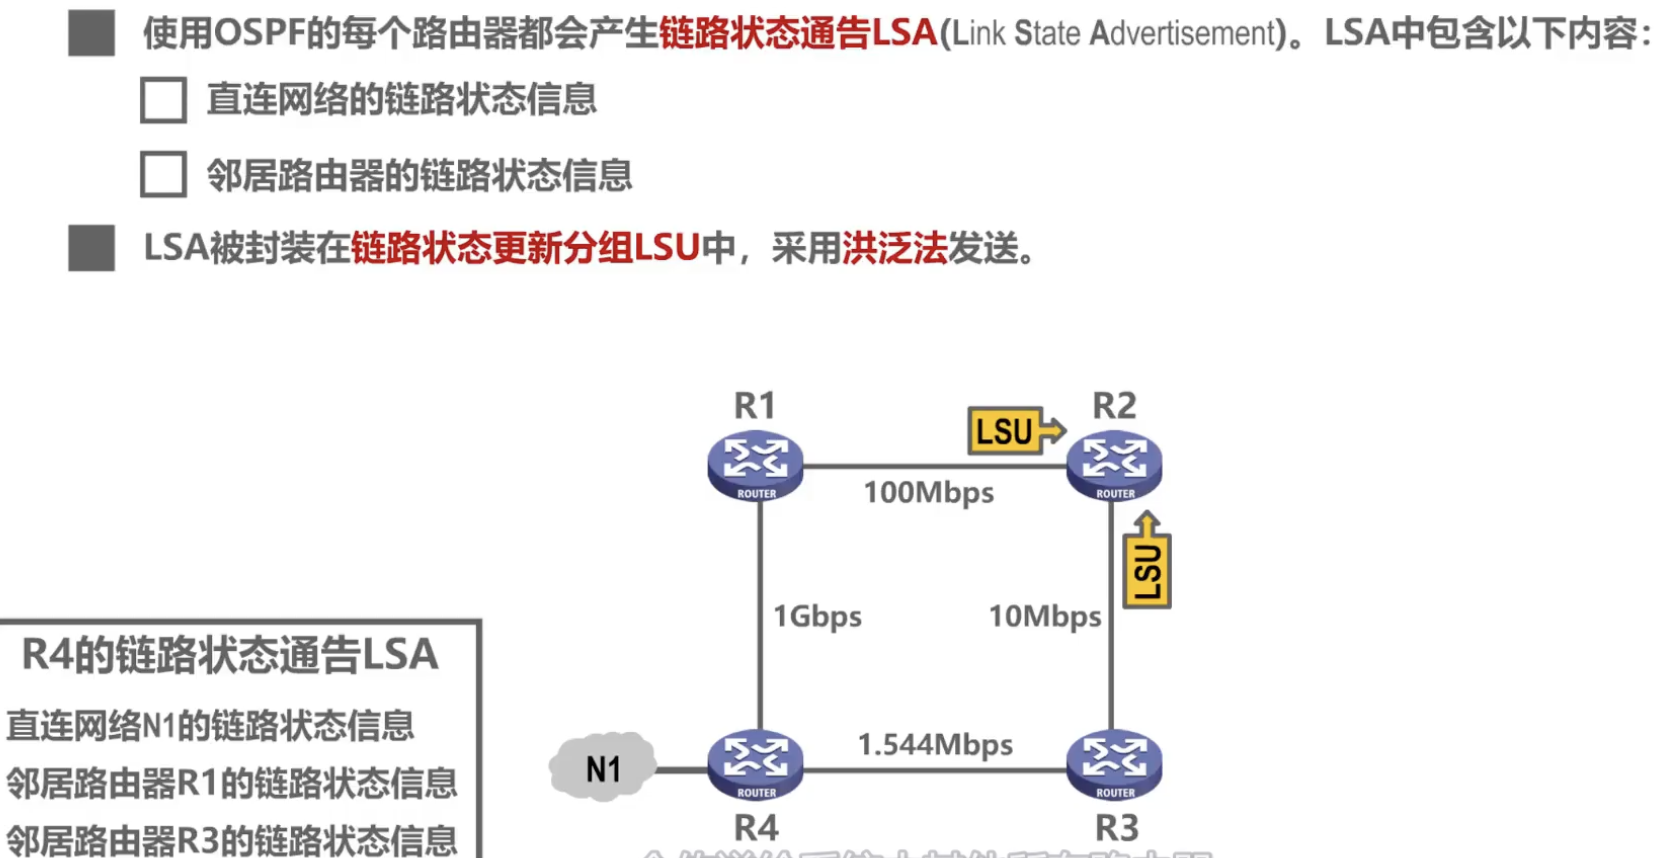 使用OSPF的每个路由器都会产生链路状态通告LSA(Link State Advertisement)。LSA中包含以下内容：
直连网络的链路状态信息
邻居路由器的链路状态信息
LSA被封装在链路状态更新分组LSU中，采用洪泛法发送。
R1
LSU
R2
ROUTER
100Mbps
ROUTER
LSU
1Gbps
10Mbps
R4的链路状态通告LSA
直连网络N1的链路状态信息
邻居路由器R1的链路状态信息
邻居路由器R3的链路状态信息
N1
1.544Mbps
ROUTER
ROUTER
R4
R3